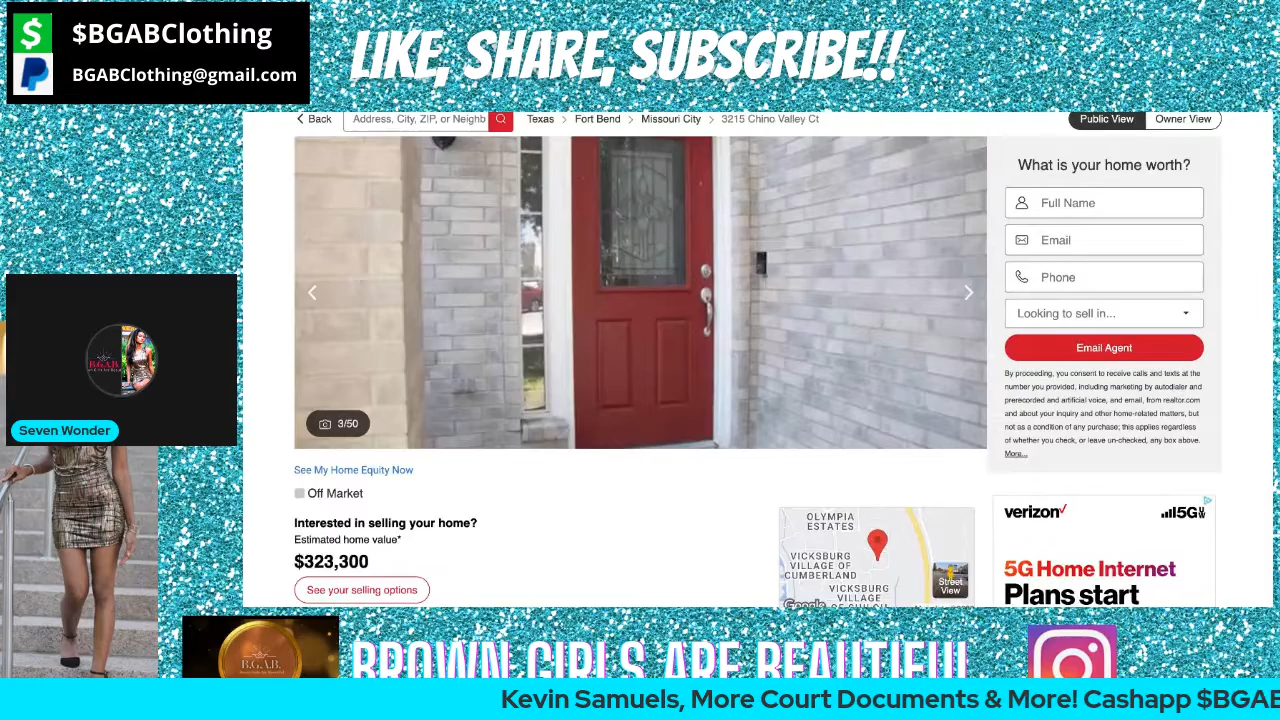 $BGABClothing
BGABClothing@gmail.com
LIKE, SHARE, SUBSCRIBE!!
Back
Address, City, ZIP, or Neighb
Texas > Fort Bend > Missouri City > 3215 Chino Valley Ct
Public View
Owner View
What is your home worth?
Full Name
Email
Phone
Looking to sell in...
Email Agent
By proceeding, you consent to receive calls and texts at the
number you provided, including marketing by autodialer and
prerecorded and artificial voice, and email, from realtor.com
and about your inquiry and other home-related matters, but
not as a condition of any purchase; this applies regardless
of whether you check, or leave un-checked, any box above.
More...
3/50
B.G.A.B.
Seven Wonder
See My Home Equity Now
Off Market
Interested in selling your home?
Estimated home value*
$323,300
See your selling options
OLYMPIA
ESTATES
VICKSBURG
VILLAGE OF
CUMBERLAND
VICKSBURG
VILLAGE
Street
View
Google
verizon
5G UW
5G Home Internet
Plans start
B.G.A.B.
BROWN GIRLS ARE BEAUTIFUL
Kevin Samuels, More Court Documents & More! Cashapp $BGAB